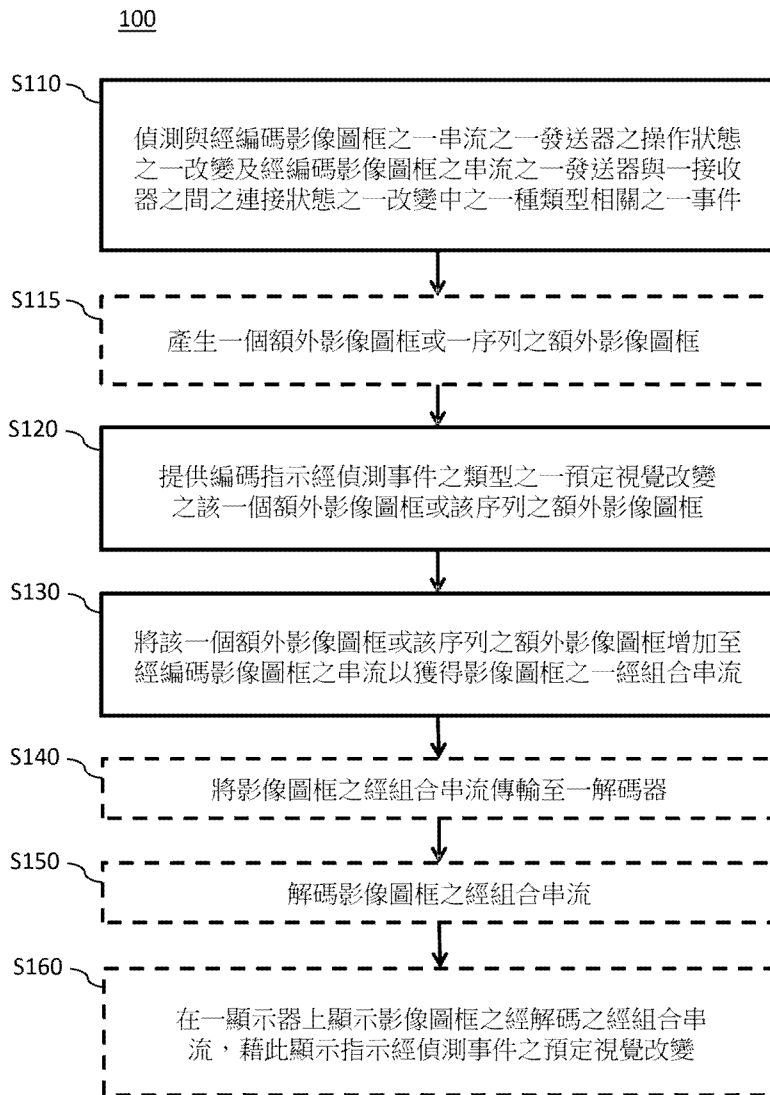 100
S110
偵測與經編碼影像圖框之一串流之一發送器之操作狀態
之一改變及經編碼影像圖框之串流之一發送器與一接收
器之間之連接狀態之一改變中之一種類型相關之一事件
S115
產生一個額外影像圖框或一序列之額外影像圖框
S120
提供編碼指示經偵測事件之類型之一預定視覺改變
之該一個額外影像圖框或該序列之額外影像圖框
S130
將該一個額外影像圖框或該序列之額外影像圖框增加至
經編碼影像圖框之串流以獲得影像圖框之一經組合串流
S140
將影像圖框之經組合串流傳輸至一解碼器
S150
解碼影像圖框之經組合串流
S160
在一顯示器上顯示影像圖框之經解碼之經組合串
流，藉此顯示指示經偵測事件之預定視覺改變